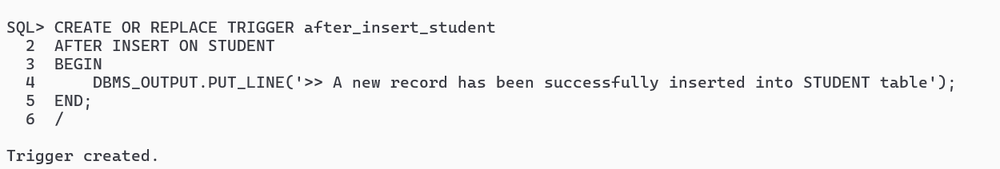 SQL> CREATE OR REPLACE TRIGGER after_insert_student
  2  AFTER INSERT ON STUDENT
  3  BEGIN
  4      DBMS_OUTPUT.PUT_LINE('>> A new record has been successfully inserted into STUDENT table');
  5  END;
  6  /
Trigger created.